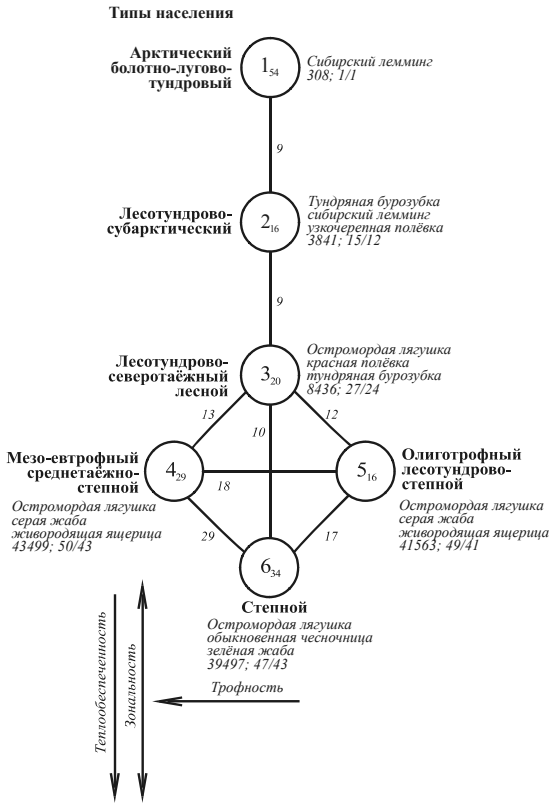 Типы населения
Арктический
болотно-лугово-
тундровый
1₅₄
Сибирский лемминг
308; 1/1
9
Лесотундрово-
субарктический
2₁₆
Тундряная бурозубка
сибирский лемминг
узкочерепная полёвка
3841; 15/12
9
Лесотундрово-
северотаёжный
лесной
3₂₀
Остромордая лягушка
красная полёвка
тундряная бурозубка
8436; 27/24
13
10
12
Мезо-евтрофный
среднетаёжно-
степной
4₂₉
Остромордая лягушка
серая жаба
живородящая ящерица
43499; 50/43
18
5₁₆
Олиготрофный
лесотундрово-
степной
Остромордая лягушка
серая жаба
живородящая ящерица
41563; 49/41
29
17
6₃₄
Степной
Остромордая лягушка
обыкновенная чесночница
зелёная жаба
39497; 47/43
Теплообеспеченность
Зональность
Трофность